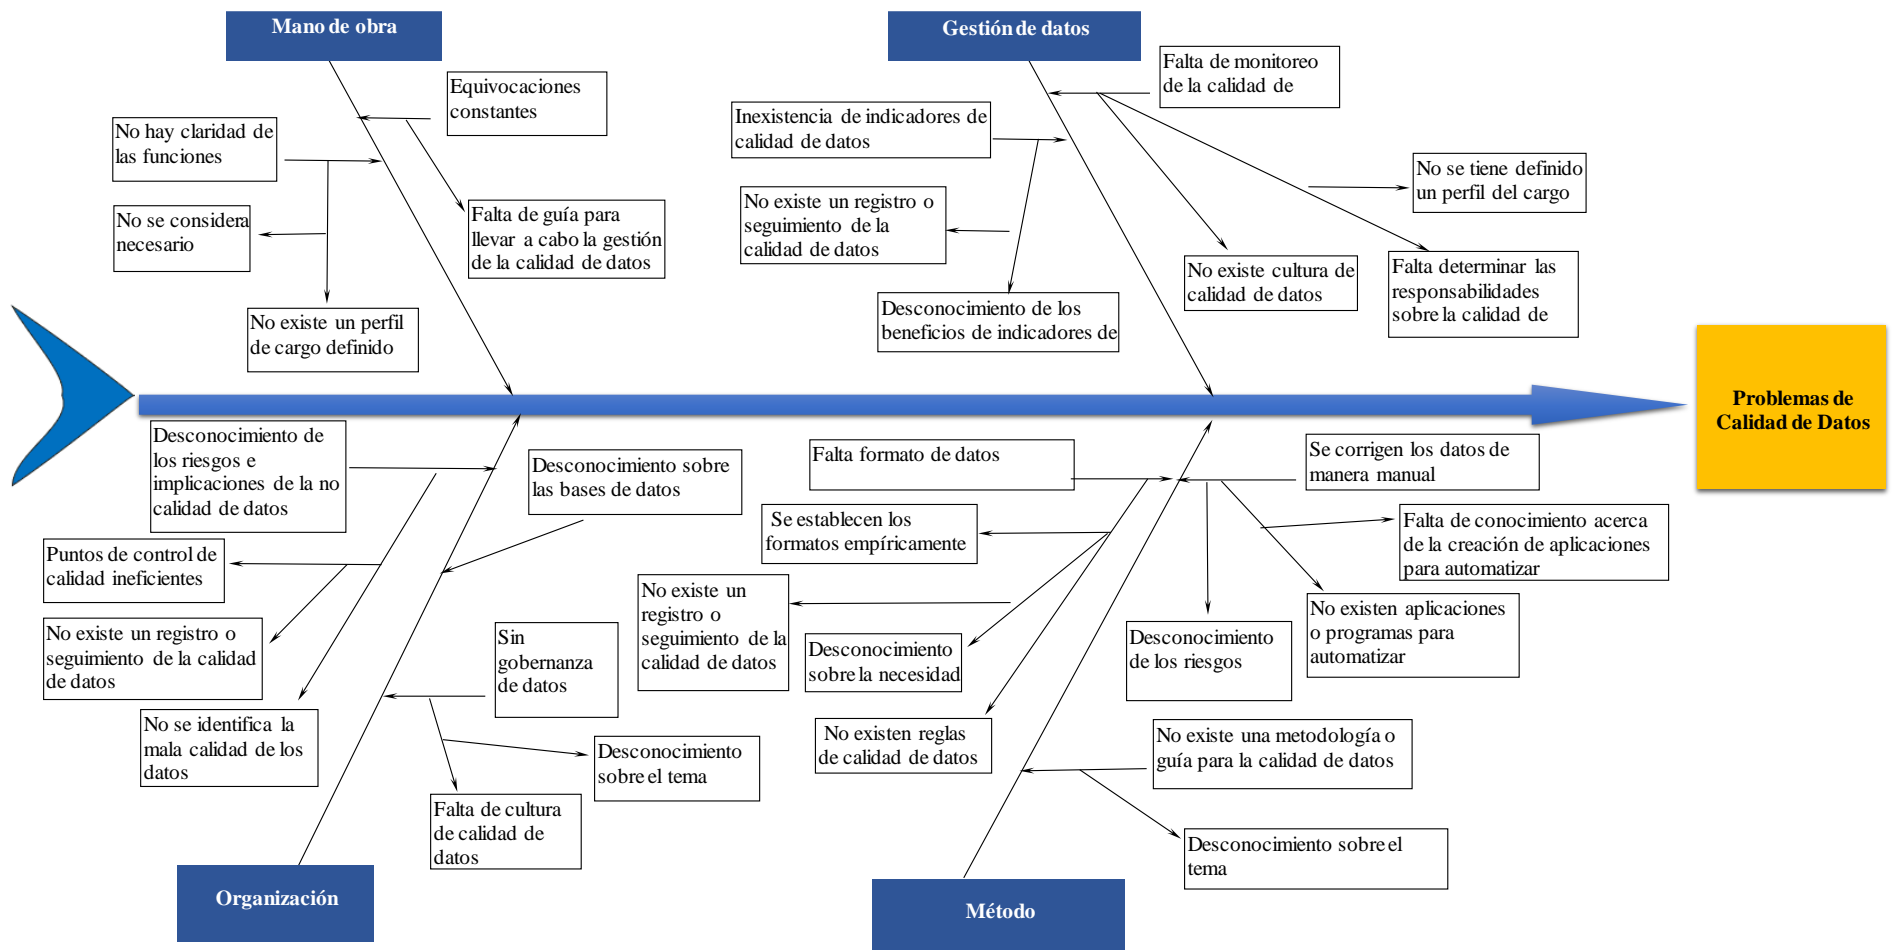 Mano de obra
Gestión de datos
Equivocaciones
constantes
Falta de monitoreo
de la calidad de
No hay claridad de
las funciones
Inexistencia de indicadores de
calidad de datos
No se tiene definido
un perfil del cargo
No se considera
necesario
Falta de guía para
llevar a cabo la gestión
de la calidad de datos
No existe un registro o
seguimiento de la
calidad de datos
No existe cultura de
calidad de datos
Falta determinar las
responsabilidades
sobre la calidad de
No existe un perfil
de cargo definido
Desconocimiento de los
beneficios de indicadores de
Problemas de
Calidad de Datos
Desconocimiento de
los riesgos e
implicaciones de la no
calidad de datos
Desconocimiento sobre
las bases de datos
Falta formato de datos
Se corrigen los datos de
manera manual
Puntos de control de
calidad ineficientes
Se establecen los
formatos empíricamente
Falta de conocimiento acerca
de la creación de aplicaciones
para automatizar
No existe un registro o
seguimiento de la calidad
de datos
Sin
gobernanza
de datos
No existe un
registro o
seguimiento de la
calidad de datos
Desconocimiento
sobre la necesidad
Desconocimiento
de los riesgos
No existen aplicaciones
o programas para
automatizar
No se identifica la
mala calidad de los
datos
Desconocimiento
sobre el tema
No existen reglas
de calidad de datos
No existe una metodología o
guía para la calidad de datos
Falta de cultura
de calidad de
datos
Desconocimiento sobre el
tema
Organización
Método